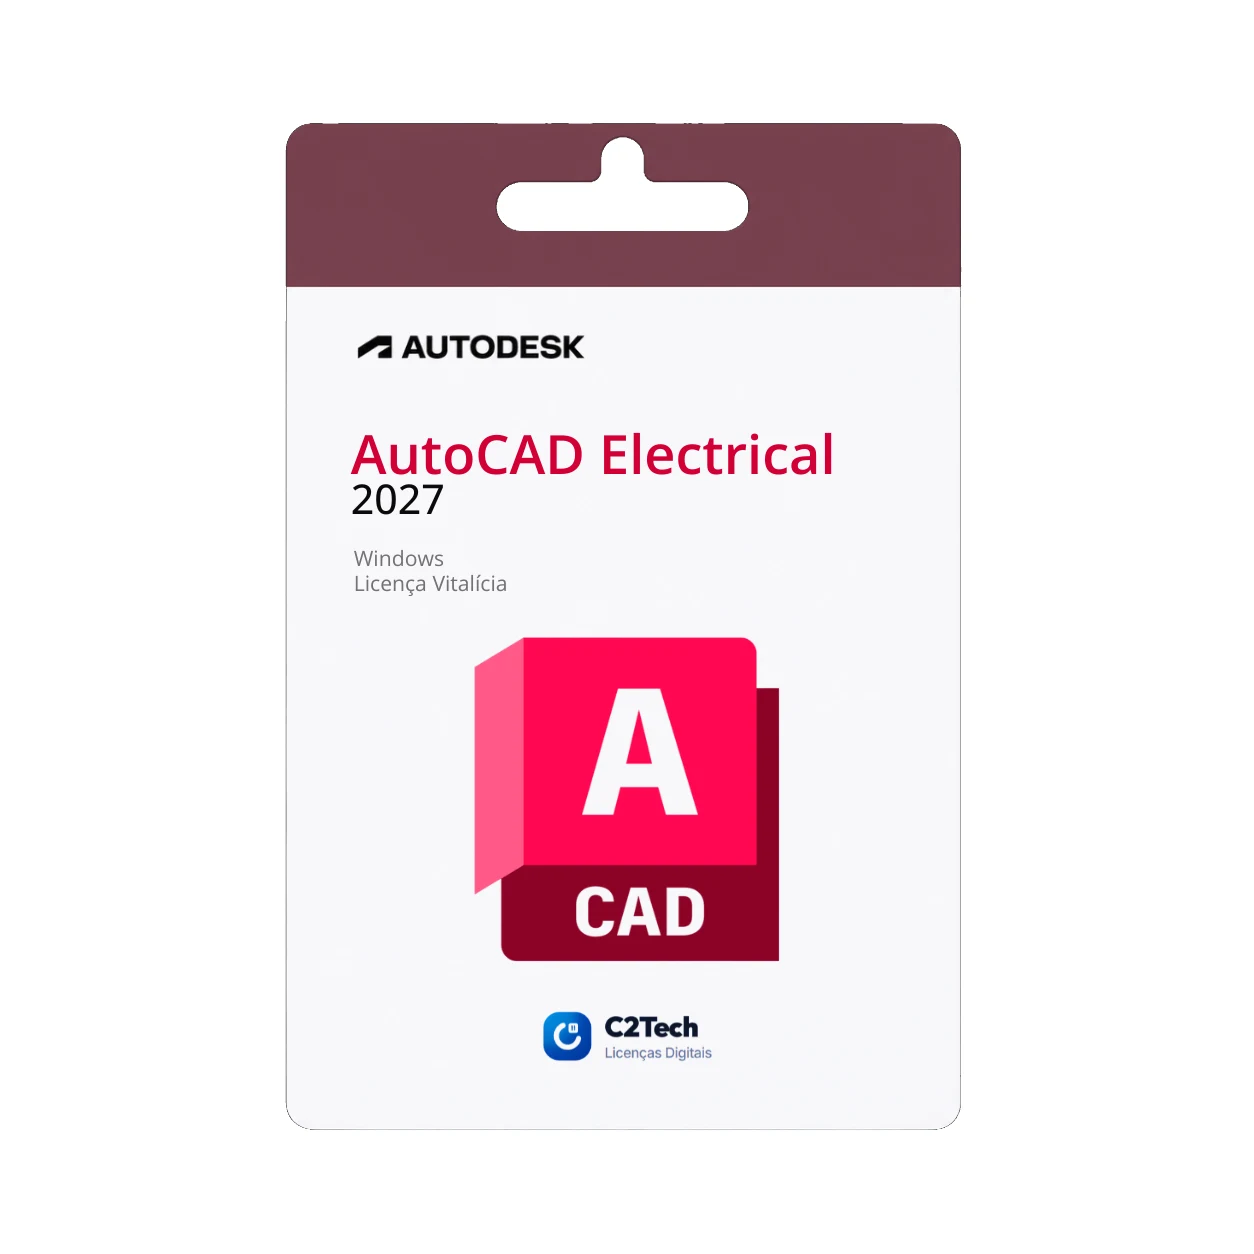 AUTODESK
AutoCAD Electrical
2027
Windows
Licença Vitalícia
A
CAD
C2Tech
Licenças Digitais